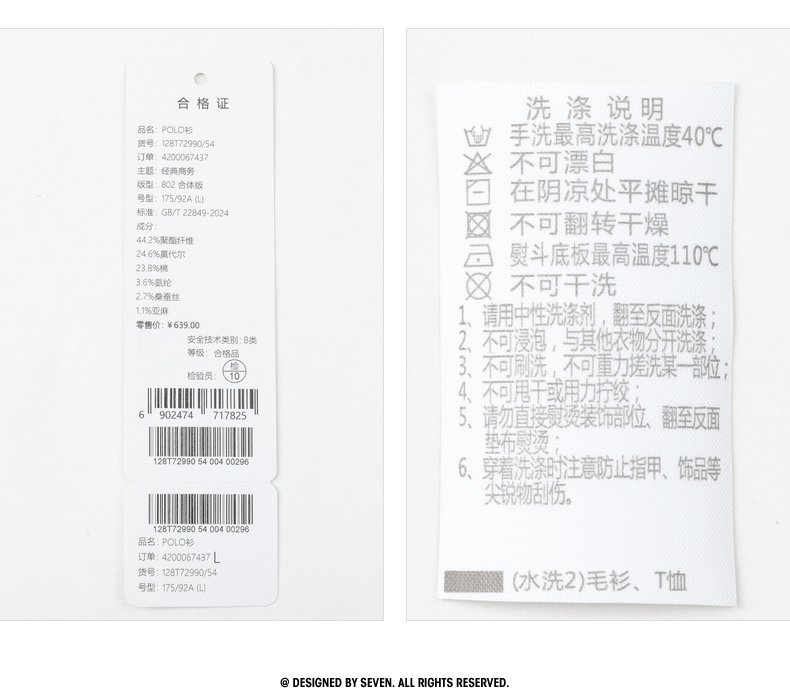 合格证
品名: POLO衫
货号: 128T72990/54
订单: 4200067437
主题: 经典商务
版型: 802 合体版
号型: 175/92A (L)
标准: GB/T 22849-2024
成分:
44.2%聚酯纤维
24.6%莫代尔
23.8%棉
3.6%氨纶
2.7%桑蚕丝
1.1%亚麻
零售价: ¥639.00
安全技术类别: B类
等级: 合格品
检验员: 检 10
6 902474 717825
128T72990 54 004 00296
128T72990 54 004 00296
品名: POLO衫
订单: 4200067437 L
货号: 128T72990/54
号型: 175/92A (L)
洗涤说明
手洗最高洗涤温度40℃
不可漂白
在阴凉处平摊晾干
不可翻转干燥
熨斗底板最高温度110℃
不可干洗
1、请用中性洗涤剂，翻至反面洗涤；
2、不可浸泡，与其他衣物分开洗涤；
3、不可刷洗，不可重力搓洗某一部位；
4、不可甩干或用力拧绞；
5、请勿直接熨烫装饰部位、翻至反面
垫布熨烫；
6、穿着洗涤时注意防止指甲、饰品等
尖锐物刮伤。
(水洗2)毛衫、T恤
@ DESIGNED BY SEVEN. ALL RIGHTS RESERVED.